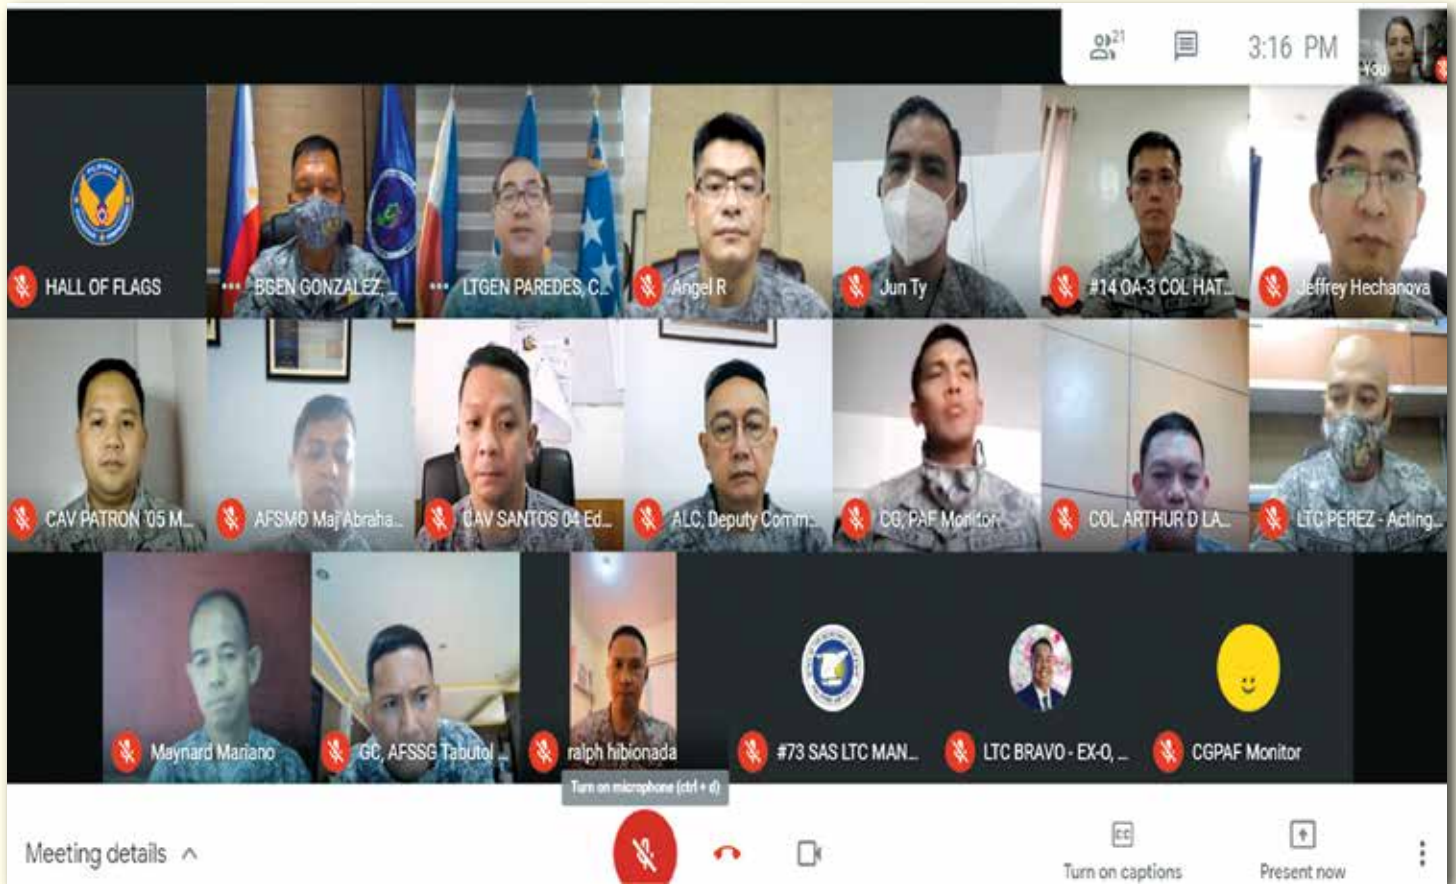 21
3:16 PM
You
PILIPINAS
HALL OF FLAGS
BGEN GONZALEZ, ...
LTGEN PAREDES, C...
Angel R
Jun Ty
#14 OA-3 COL HAT...
Jeffrey Hechanova
CAV PATRON '05 M...
AFSMO Maj Abraha...
CAV SANTOS 04 Ed...
ALC, Deputy Comm...
CG, PAF Monitor
COL ARTHUR D LA...
LTC PEREZ - Acting...
Maynard Mariano
GC, AFSSG Tabutol ...
ralph hibionada
#73 SAS LTC MAN...
LTC BRAVO - EX-O, ...
CGPAF Monitor
Turn on microphone (ctrl + d)
Meeting details
CC
Turn on captions
Present now